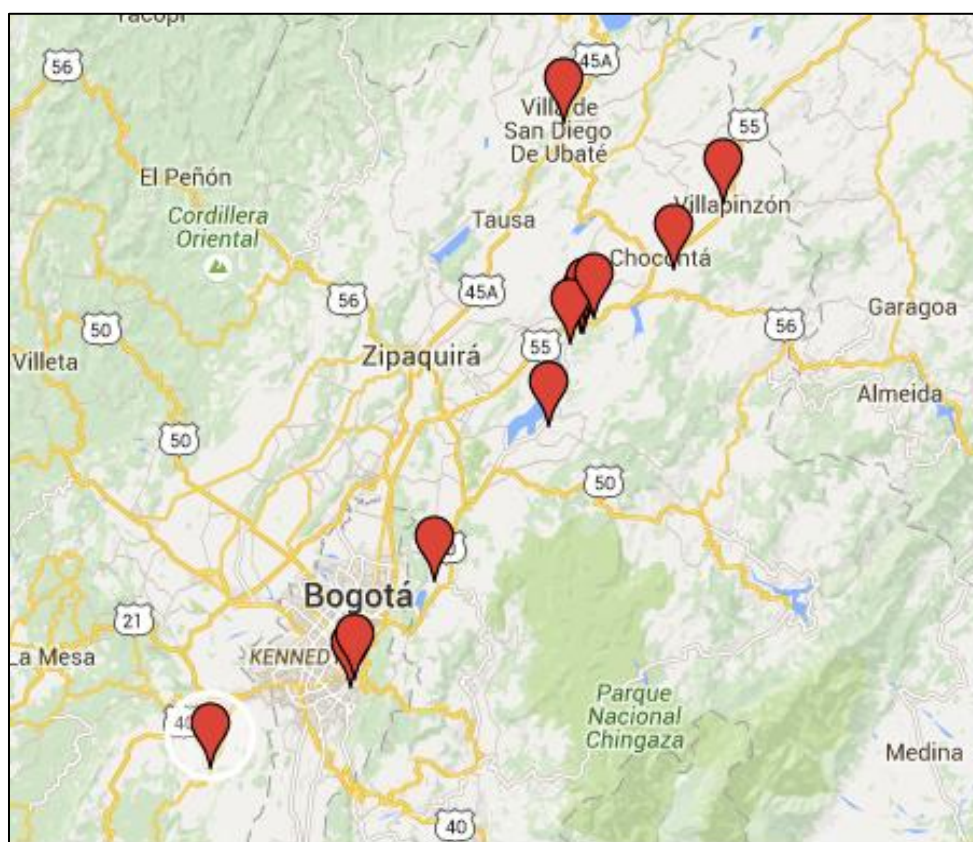 Yacopí
56
45A
Villa de
San Diego
De Ubaté
55
El Peñón
Villapinzón
Tausa
Cordillera
Oriental
Chocontá
45A
56
Garagoa
50
55
56
Villeta
Zipaquirá
Almeida
50
50
Bogotá
21
La Mesa
KENNEDY
Parque
Nacional
Chingaza
40
Medina
40